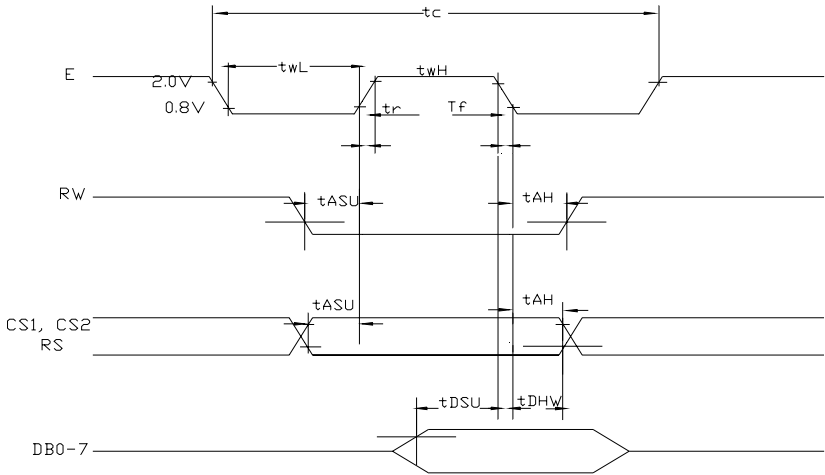 tc
E
twL
twH
2.0V
0.8V
tr
Tf
RW
tASU
tAH
tASU
tAH
CS1, CS2
RS
tDSU
tDHW
DB0-7